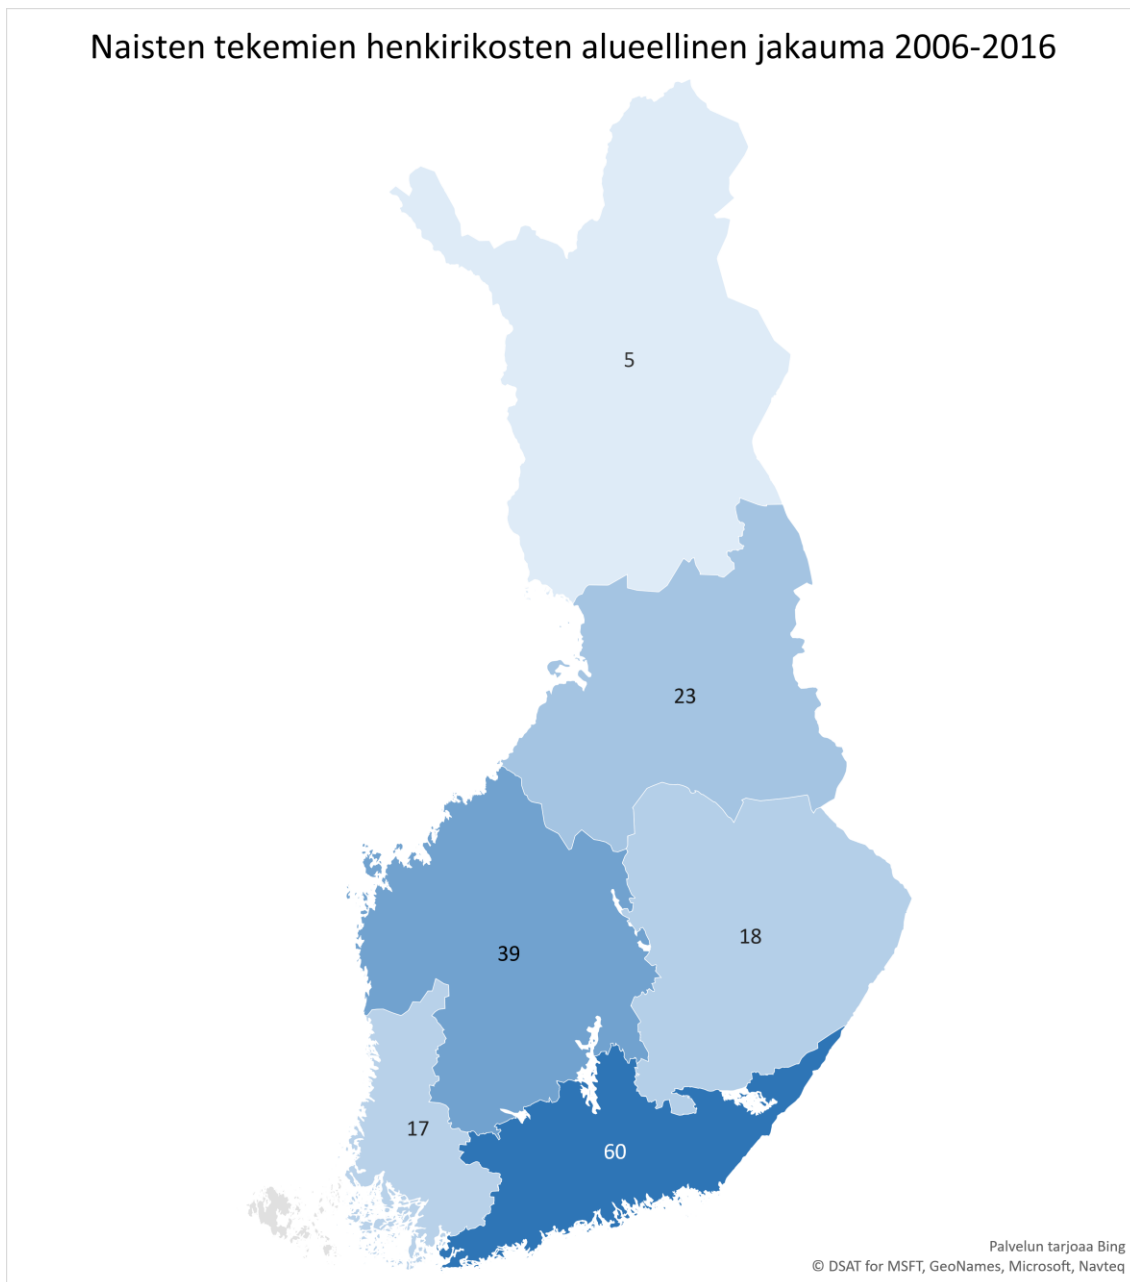 Naisten tekemien henkirikosten alueellinen jakauma 2006-2016
5
23
39
18
17
60
Palvelun tarjoaa Bing
© DSAT for MSFT, GeoNames, Microsoft, Navteq